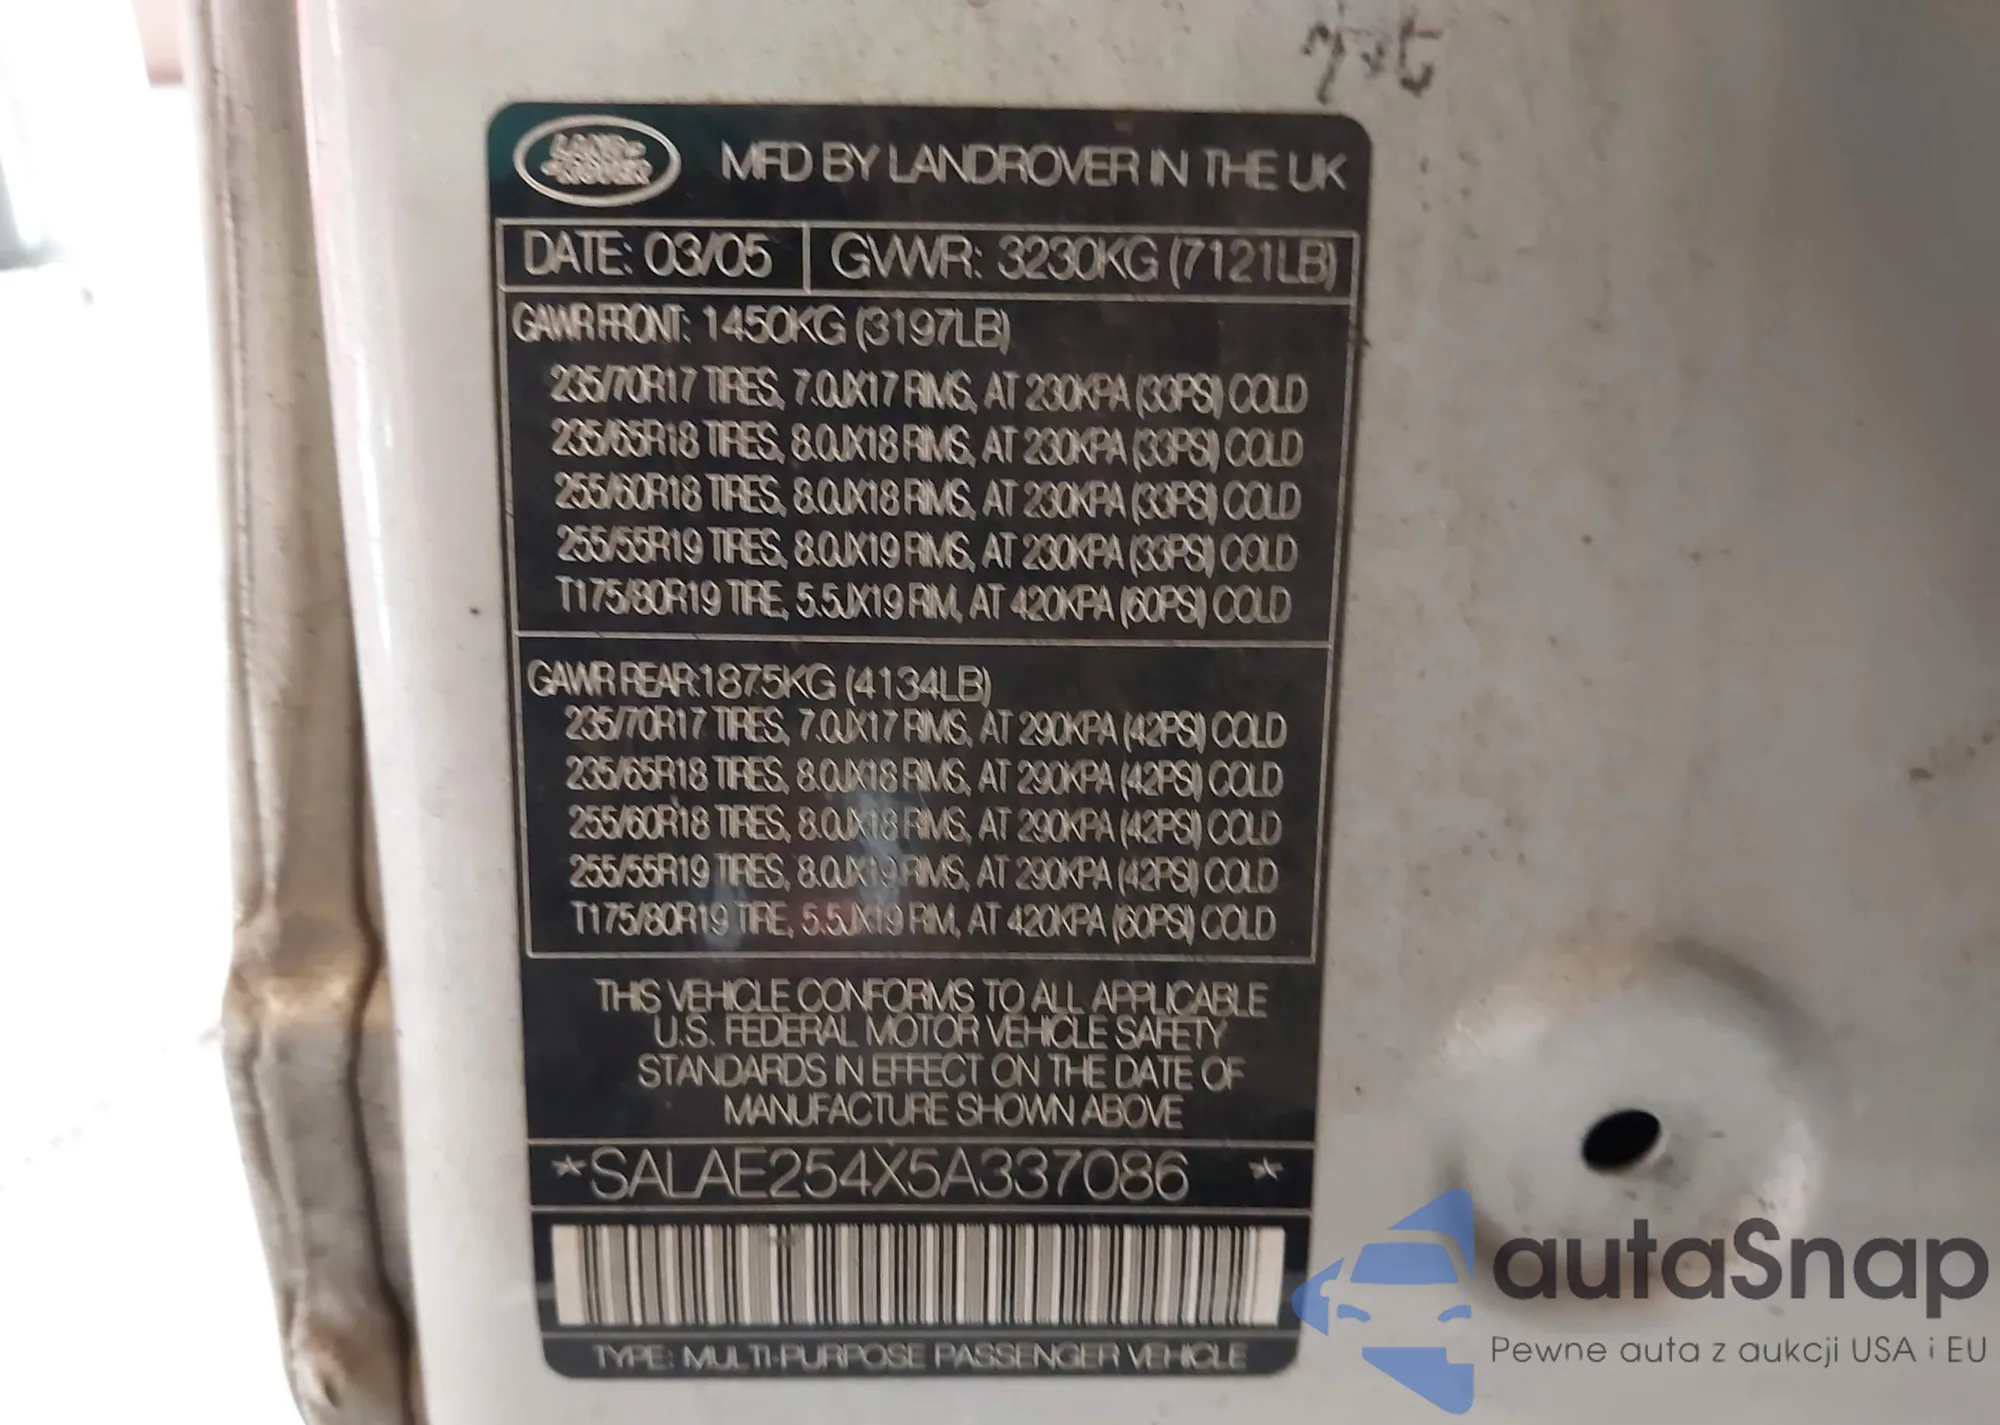 LAND ROVER
MFD BY LANDROVER IN THE UK
DATE: 03/05
GVWR: 3230KG (7121LB)
GAWR FRONT: 1450KG (3197LB)
235/70R17 TIRES, 7.0JX17 RIMS, AT 230KPA (33PSI) COLD
235/65R18 TIRES, 8.0JX18 RIMS, AT 230KPA (33PSI) COLD
255/60R18 TIRES, 8.0JX18 RIMS, AT 230KPA (33PSI) COLD
255/55R19 TIRES, 8.0JX19 RIMS, AT 230KPA (33PSI) COLD
T175/80R19 TIRE, 5.5JX19 RIM, AT 420KPA (60PSI) COLD
GAWR REAR: 1875KG (4134LB)
235/70R17 TIRES, 7.0JX17 RIMS, AT 290KPA (42PSI) COLD
235/65R18 TIRES, 8.0JX18 RIMS, AT 290KPA (42PSI) COLD
255/60R18 TIRES, 8.0JX18 RIMS, AT 290KPA (42PSI) COLD
255/55R19 TIRES, 8.0JX19 RIMS, AT 290KPA (42PSI) COLD
T175/80R19 TIRE, 5.5JX19 RIM, AT 420KPA (60PSI) COLD
THIS VEHICLE CONFORMS TO ALL APPLICABLE
U.S. FEDERAL MOTOR VEHICLE SAFETY
STANDARDS IN EFFECT ON THE DATE OF
MANUFACTURE SHOWN ABOVE
*SALAE254X5A337086 *
TYPE: MULTI-PURPOSE PASSENGER VEHICLE
autaSnap
Pewne auta z aukcji USA i EU